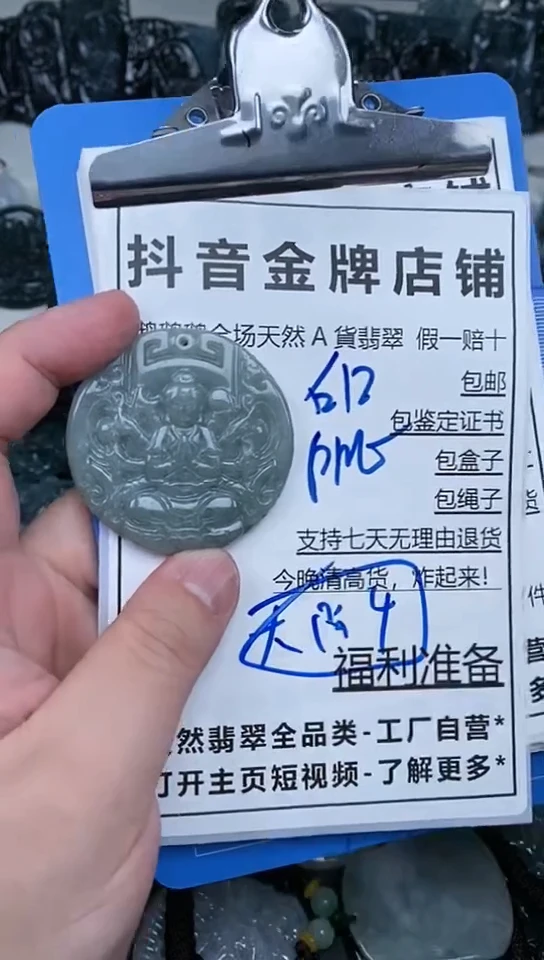 抖音金牌店铺
全场天然A貨翡翠 假一赔十
包邮
包鉴定证书
包盒子
包绳子
支持七天无理由退货
今晚清高货，炸起来！
4
福利准备
然翡翠全品类-工厂自营*
打开主页短视频-了解更多*